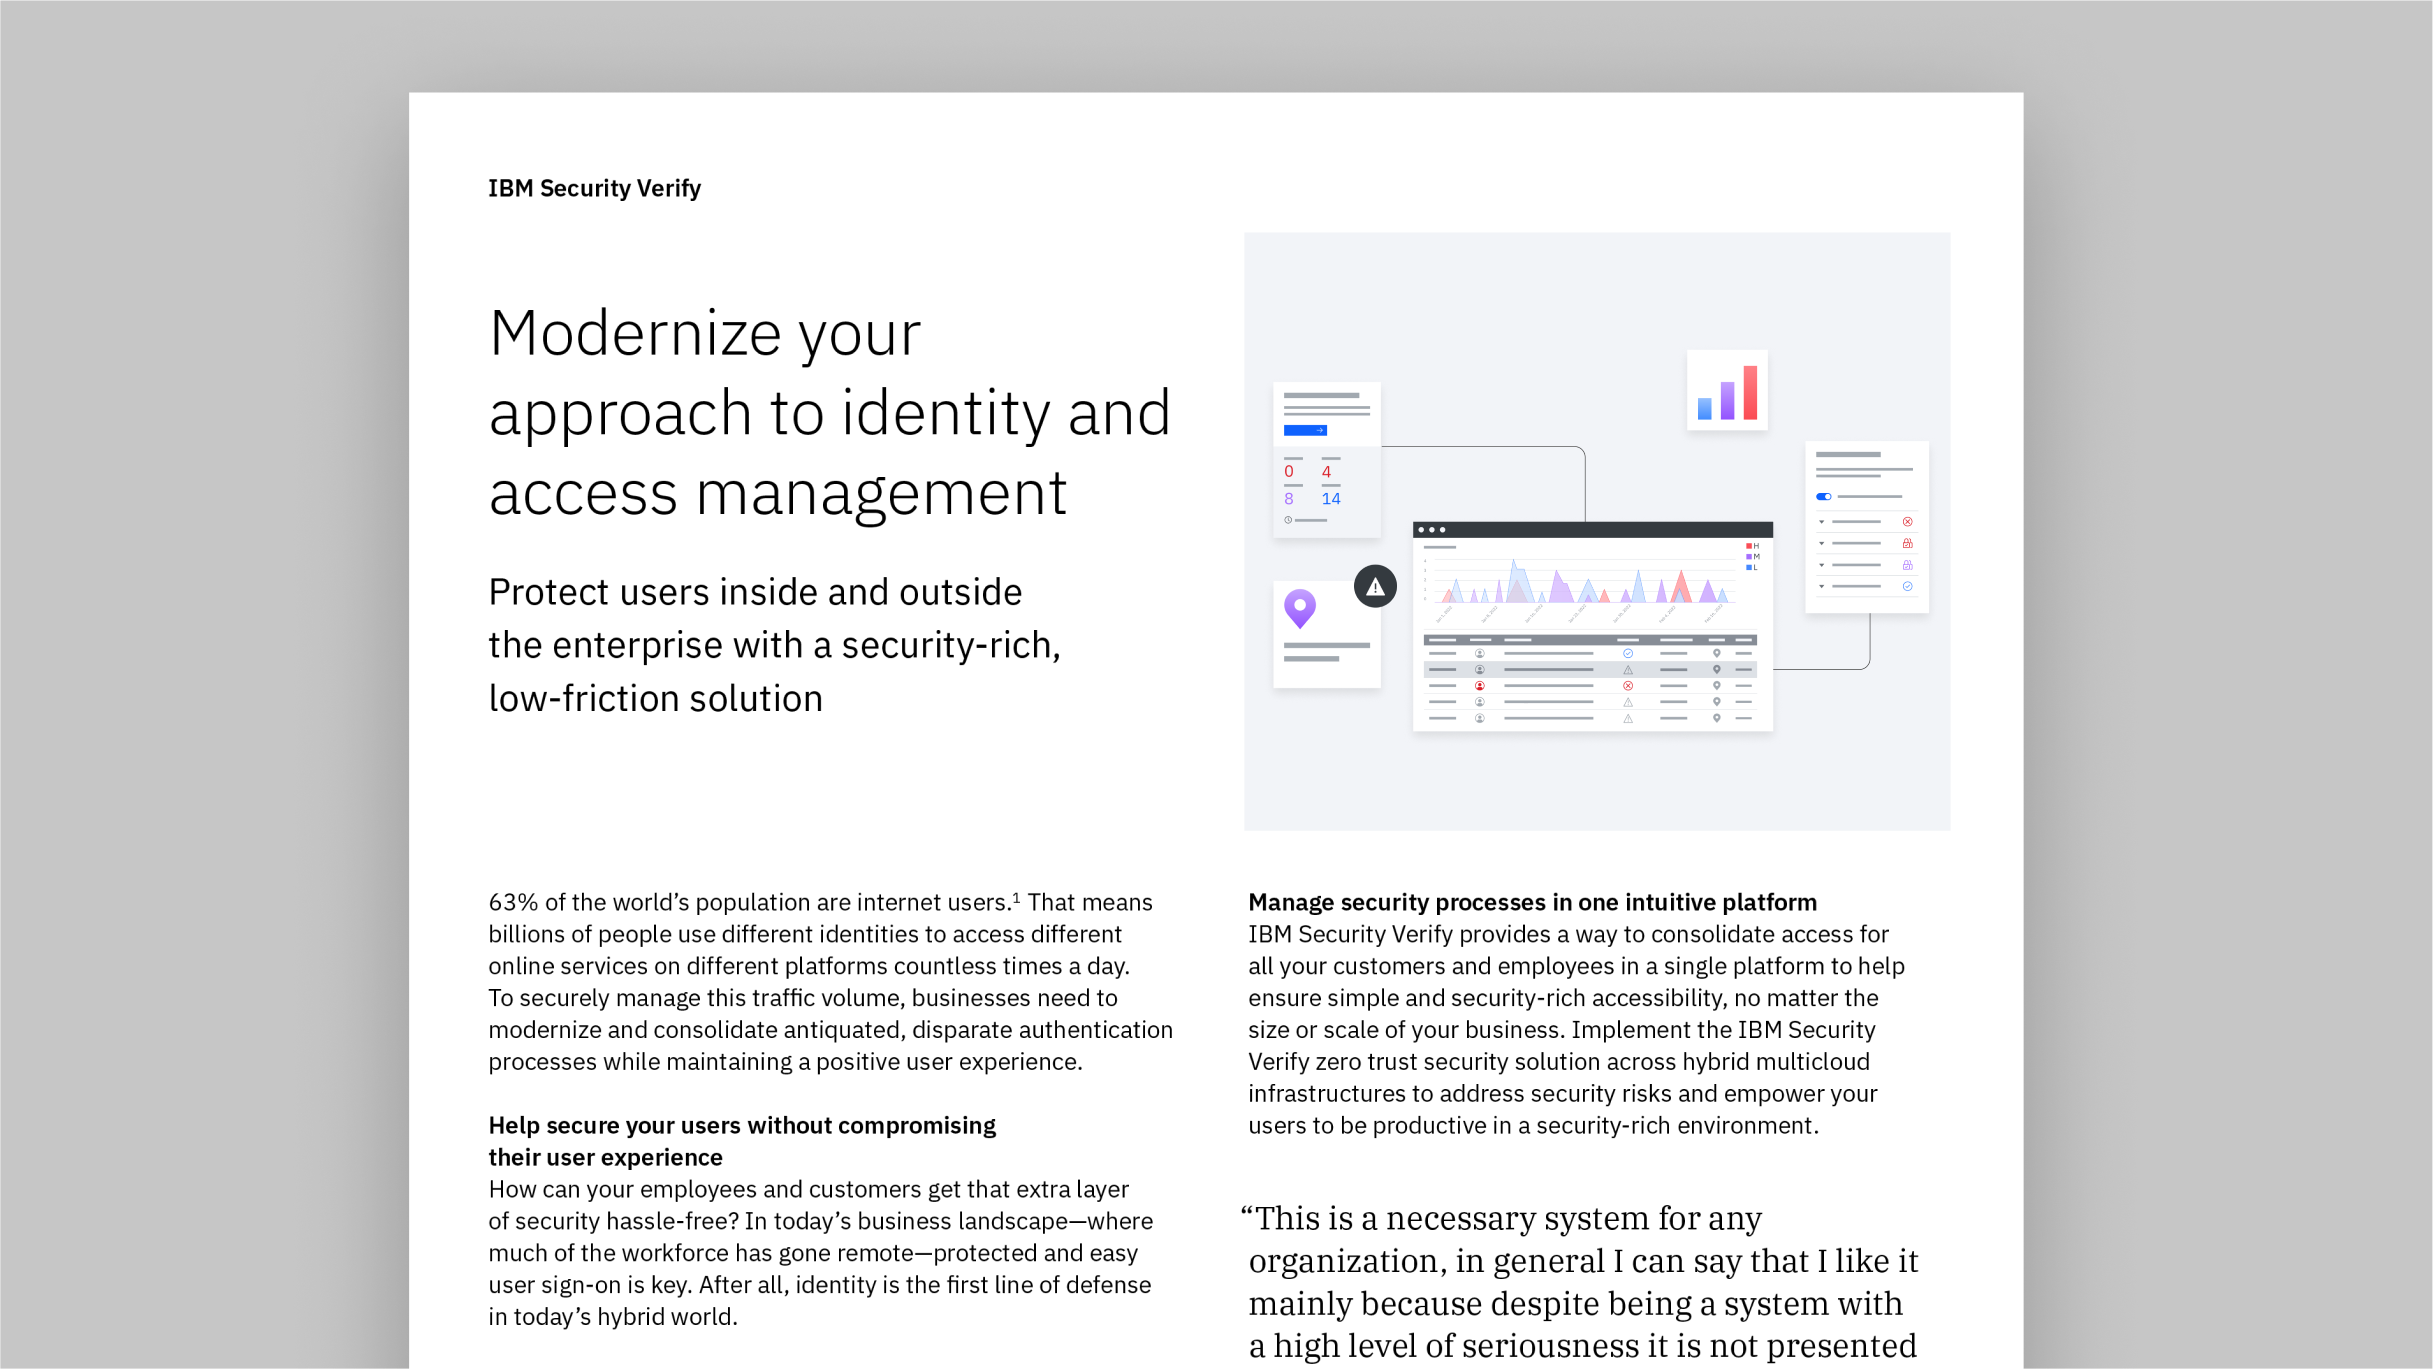 IBM Security Verify
Modernize your
approach to identity and
access management
Protect users inside and outside
the enterprise with a security-rich,
low-friction solution
0 4
8 14
H
M
L
63% of the world’s population are internet users.¹ That means
billions of people use different identities to access different
online services on different platforms countless times a day.
To securely manage this traffic volume, businesses need to
modernize and consolidate antiquated, disparate authentication
processes while maintaining a positive user experience.
Help secure your users without compromising
their user experience
How can your employees and customers get that extra layer
of security hassle-free? In today’s business landscape—where
much of the workforce has gone remote—protected and easy
user sign-on is key. After all, identity is the first line of defense
in today’s hybrid world.
Manage security processes in one intuitive platform
IBM Security Verify provides a way to consolidate access for
all your customers and employees in a single platform to help
ensure simple and security-rich accessibility, no matter the
size or scale of your business. Implement the IBM Security
Verify zero trust security solution across hybrid multicloud
infrastructures to address security risks and empower your
users to be productive in a security-rich environment.
“This is a necessary system for any
organization, in general I can say that I like it
mainly because despite being a system with
a high level of seriousness it is not presented